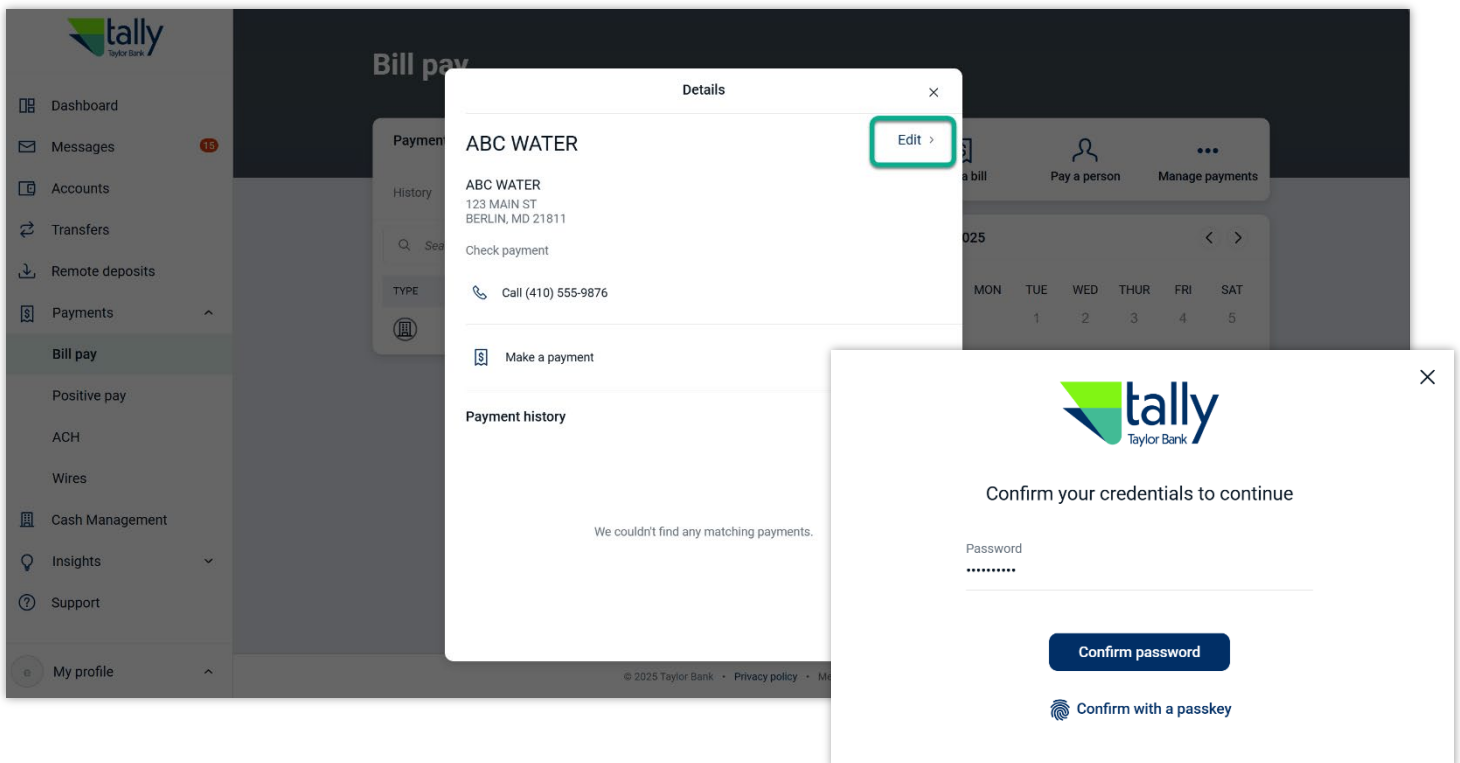 tally
Taylor Bank
Dashboard
Messages 15
Accounts
Transfers
Remote deposits
Payments
Bill pay
Positive pay
ACH
Wires
Cash Management
Insights
Support
e My profile
Bill pay
Payment
History
Sea
TYPE
Details
ABC WATER
Edit >
ABC WATER
123 MAIN ST
BERLIN, MD 21811
Check payment
Call (410) 555-9876
Make a payment
Payment history
We couldn't find any matching payments.
a bill
Pay a person
Manage payments
025
MON TUE WED THUR FRI SAT
1 2 3 4 5
© 2025 Taylor Bank • Privacy policy • Me
tally
Taylor Bank
Confirm your credentials to continue
Password
••••••••••
Confirm password
Confirm with a passkey